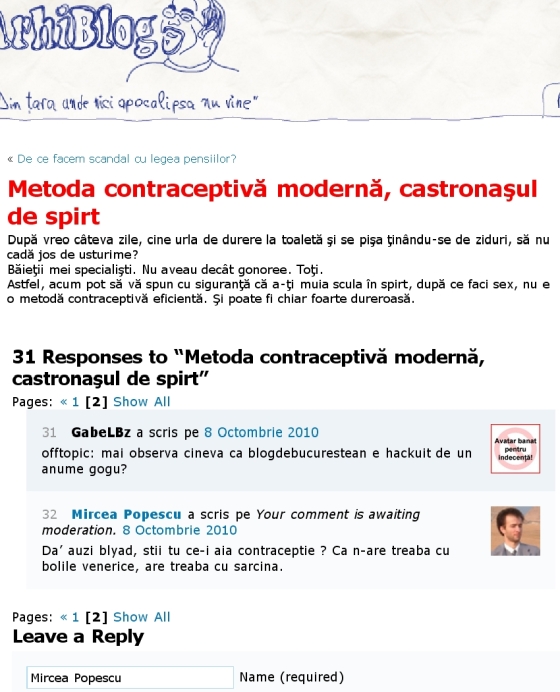 ArhiBlog
Din țara unde nici apocalipsa nu vine"
« De ce facem scandal cu legea pensiilor?
Metoda contraceptivă modernă, castronaşul
de spirt
După vreo câteva zile, cine urla de durere la toaletă şi se pişa ţinându-se de ziduri, să nu
cadă jos de usturime?
Băieţii mei specialişti. Nu aveau decât gonoree. Toţi.
Astfel, acum pot să vă spun cu siguranţă că a-ţi muia scula în spirt, după ce faci sex, nu e
o metodă contraceptivă eficientă. Şi poate fi chiar foarte dureroasă.
31 Responses to “Metoda contraceptivă modernă,
castronaşul de spirt”
Pages: « 1 [2] Show All
31 GabeLBz a scris pe 8 Octombrie 2010
offtopic: mai observa cineva ca blogdebucurestean e hackuit de un
anume gogu?
Avatar banat
pentru
indecenţă!
32 Mircea Popescu a scris pe Your comment is awaiting
moderation. 8 Octombrie 2010
Da’ auzi blyad, stii tu ce-i aia contraceptie ? Ca n-are treaba cu
bolile venerice, are treaba cu sarcina.
Pages: « 1 [2] Show All
Leave a Reply
Mircea Popescu Name (required)